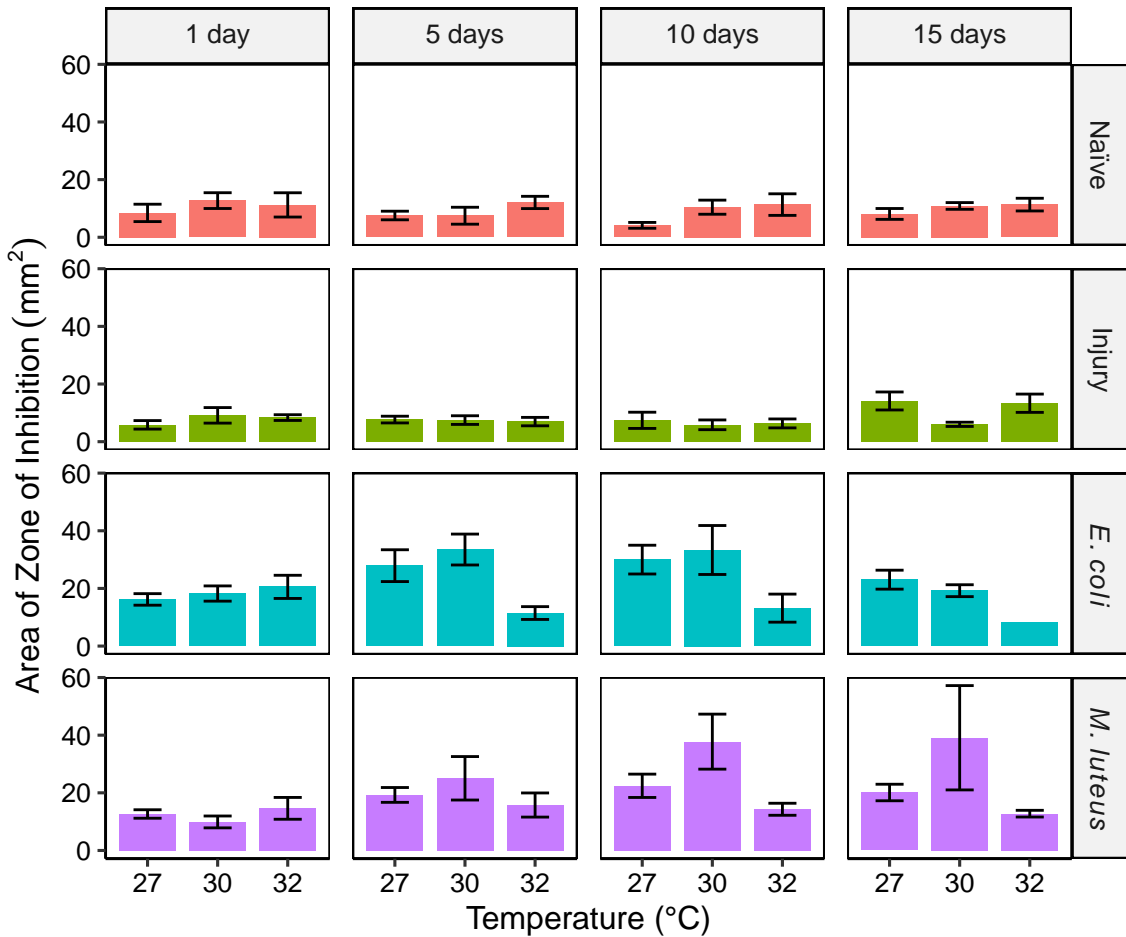 1 day 5 days 10 days 15 days
Area of Zone of Inhibition (mm²)
60
40
20
0
Naïve
60
40
20
0
Injury
60
40
20
0
E. coli
60
40
20
0
M. luteus
27 30 32 27 30 32 27 30 32 27 30 32
Temperature (°C)